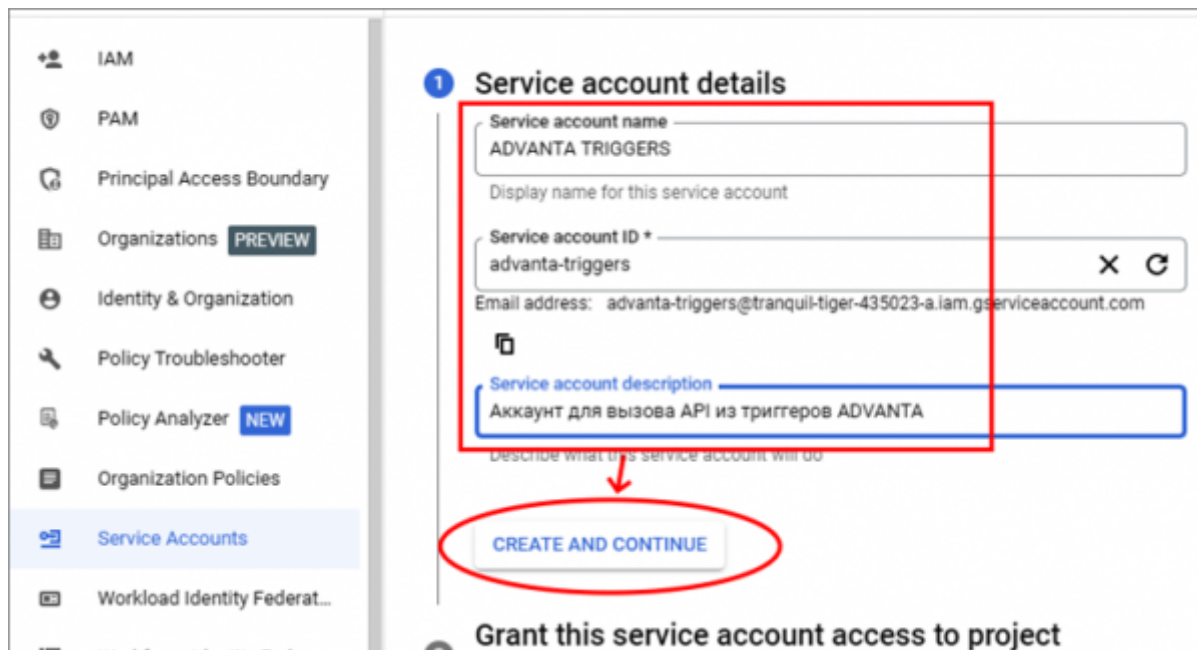 IAM
PAM
Principal Access Boundary
Organizations PREVIEW
Identity & Organization
Policy Troubleshooter
Policy Analyzer NEW
Organization Policies
Service Accounts
Workload Identity Federat...
1 Service account details
Service account name
ADVANTA TRIGGERS
Display name for this service account
Service account ID *
advanta-triggers
Email address: advanta-triggers@tranquil-tiger-435023-a.iam.gserviceaccount.com
Service account description
Аккаунт для вызова API из триггеров ADVANTA
Describe what this service account will do
CREATE AND CONTINUE
Grant this service account access to project